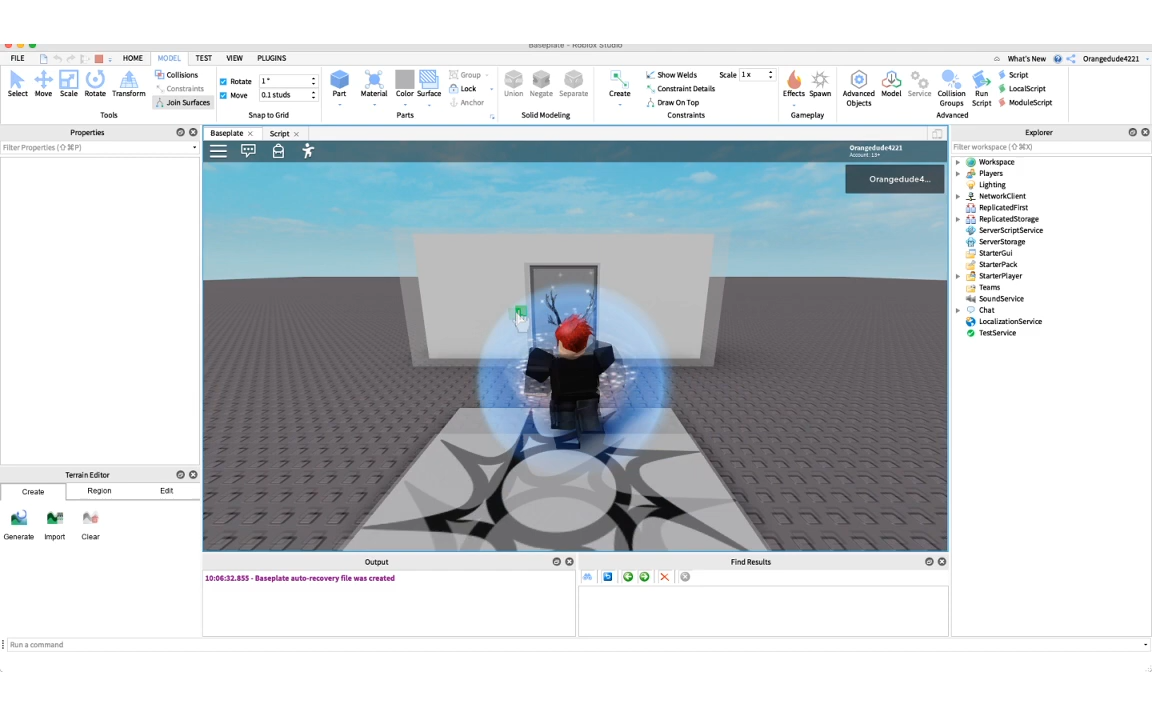 Baseplate - Roblox Studio
FILE HOME MODEL TEST VIEW PLUGINS What's New Orangedude4221
Select Move Scale Rotate Transform
Collisions
Constraints
Join Surfaces
Tools
Rotate 1°
Move 0.1 studs
Snap to Grid
Part Material Color Surface
Group
Lock
Anchor
Parts
Union Negate Separate
Solid Modeling
Create
Show Welds Scale 1 x
Constraint Details
Draw On Top
Constraints
Effects Spawn
Gameplay
Advanced Objects Model Service Collision Groups Run Script
Script
LocalScript
ModuleScript
Advanced
Properties
Filter Properties (⇧⌘P)
Baseplate Script
Orangedude4221
Account: 13+
Orangedude4...
Explorer
Filter workspace (⇧⌘X)
Workspace
Players
Lighting
NetworkClient
ReplicatedFirst
ReplicatedStorage
ServerScriptService
ServerStorage
StarterGui
StarterPack
StarterPlayer
Teams
SoundService
Chat
LocalizationService
TestService
Terrain Editor
Create Region Edit
Generate Import Clear
Output
10:06:32.855 - Baseplate auto-recovery file was created
Find Results
Run a command